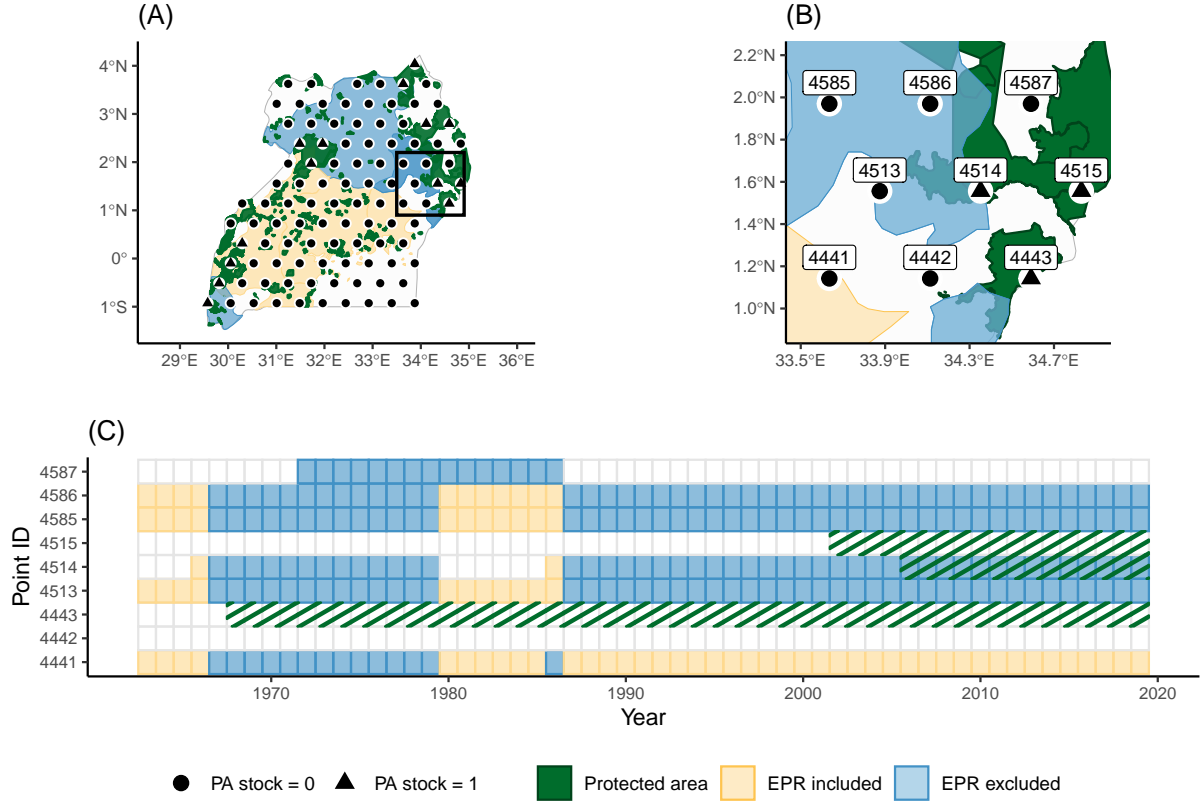 (A)
4°N
3°N
2°N
1°N
0°
1°S
29°E 30°E 31°E 32°E 33°E 34°E 35°E 36°E
(B)
2.2°N
2.0°N
1.8°N
1.6°N
1.4°N
1.2°N
1.0°N
4585 4586 4587
4513 4514 4515
4441 4442 4443
33.5°E 33.9°E 34.3°E 34.7°E
(C)
Point ID
4587
4586
4585
4515
4514
4513
4443
4442
4441
1970 1980 1990 2000 2010 2020
Year
PA stock = 0 PA stock = 1 Protected area EPR included EPR excluded